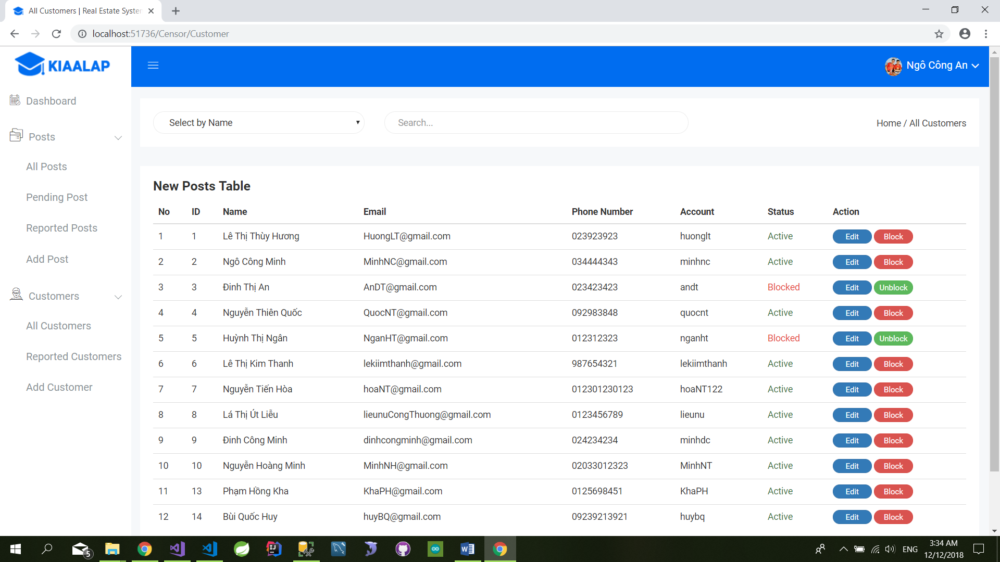 All Customers | Real Estate Syster
localhost:51736/Censor/Customer
KIAALAP
Ngô Công An
Dashboard
Posts
All Posts
Pending Post
Reported Posts
Add Post
Customers
All Customers
Reported Customers
Add Customer
Select by Name
Search...
Home / All Customers
New Posts Table
No ID Name Email Phone Number Account Status Action
1 1 Lê Thị Thùy Hương HuongLT@gmail.com 023923923 huonglt Active Edit Block
2 2 Ngô Công Minh MinhNC@gmail.com 034444343 minhnc Active Edit Block
3 3 Đinh Thị An AnDT@gmail.com 023423423 andt Blocked Edit Unblock
4 4 Nguyễn Thiên Quốc QuocNT@gmail.com 092983848 quocnt Active Edit Block
5 5 Huỳnh Thị Ngân NganHT@gmail.com 012312323 nganht Blocked Edit Unblock
6 6 Lê Thị Kim Thanh lekiimthanh@gmail.com 987654321 lekiimthanh Active Edit Block
7 7 Nguyễn Tiến Hòa hoaNT@gmail.com 012301230123 hoaNT122 Active Edit Block
8 8 Lá Thị Út Liễu lieunuCongThuong@gmail.com 0123456789 lieunu Active Edit Block
9 9 Đinh Công Minh dinhcongminh@gmail.com 024234234 minhdc Active Edit Block
10 10 Nguyễn Hoàng Minh MinhNH@gmail.com 02033012323 MinhNT Active Edit Block
11 13 Phạm Hồng Kha KhaPH@gmail.com 0125698451 KhaPH Active Edit Block
12 14 Bùi Quốc Huy huyBQ@gmail.com 09239213921 huybq Active Edit Block
5
IJ
W
ENG
3:34 AM
12/12/2018